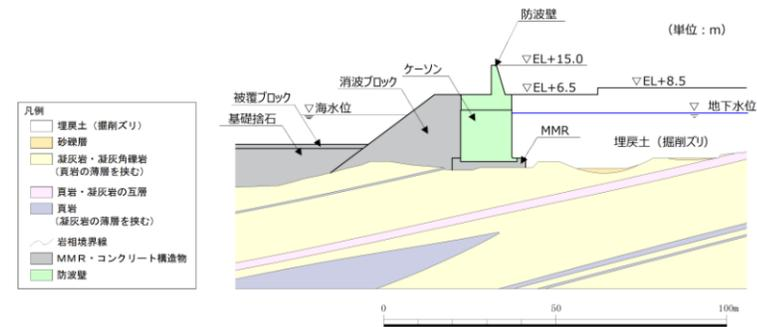 防波壁
(単位：m)
▽EL+15.0
ケーソン
消波ブロック
▽EL+6.5
▽EL+8.5
被覆ブロック
▽海水位
▽ 地下水位
基礎捨石
MMR
埋戻土（掘削ズリ）
凡例
埋戻土（掘削ズリ）
砂礫層
凝灰岩・凝灰角礫岩
(頁岩の薄層を挟む)
頁岩・凝灰岩の互層
頁岩
(凝灰岩の薄層を挟む)
岩相境界線
MMR・コンクリート構造物
防波壁
0 50 100m